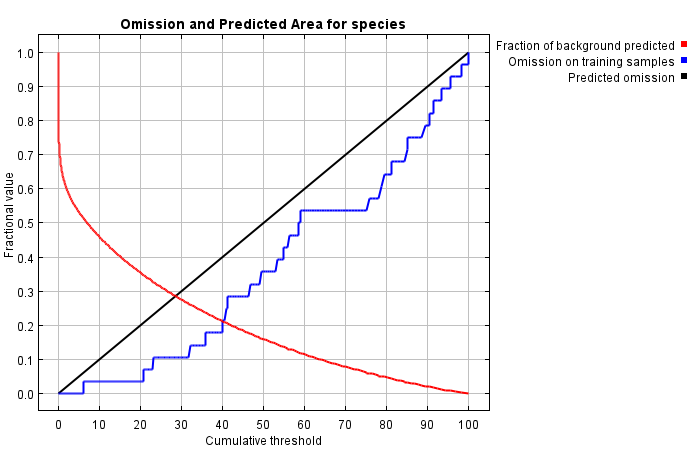 Omission and Predicted Area for species
Fraction of background predicted
Omission on training samples
Predicted omission
Fractional value
1.0
0.9
0.8
0.7
0.6
0.5
0.4
0.3
0.2
0.1
0.0
0 10 20 30 40 50 60 70 80 90 100
Cumulative threshold